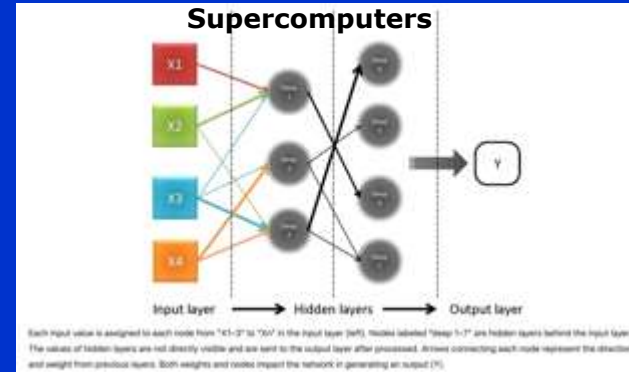 Supercomputers
X1
X2
X3
X4
Y
Input layer Hidden layers Output layer
Each input value is assigned to each node from "X1~3" to "Xn" in the input layer (left). Nodes labeled "deep 1~7" are hidden layers behind the input layer.
The values of hidden layers are not directly visible and are sent to the output layer after processed. Arrows connecting each node represent the direction
and weight from previous layers. Both weights and nodes impact the network in generating an output (Y).